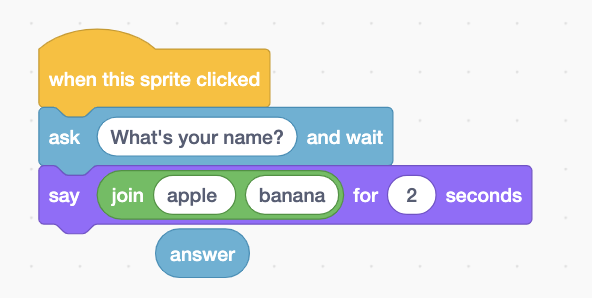 when this sprite clicked
ask What's your name? and wait
say join apple banana for 2 seconds
answer